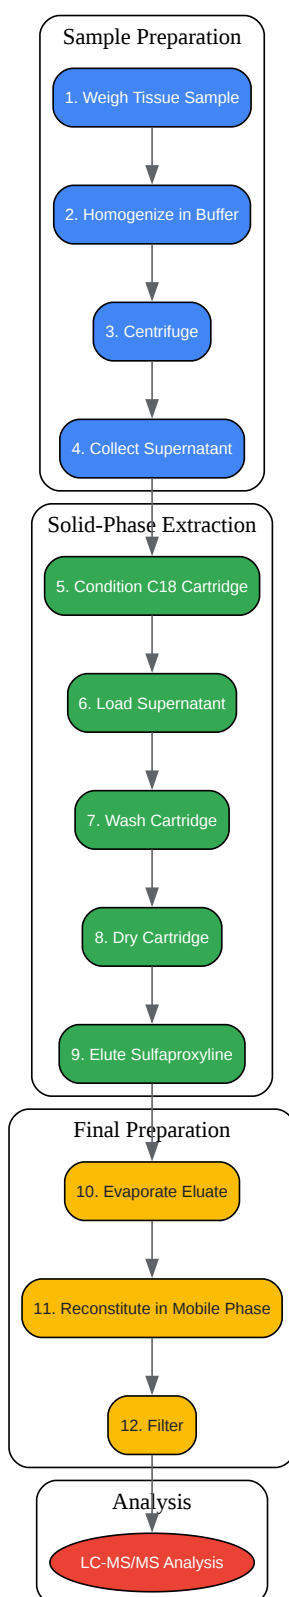 Sample Preparation
1. Weigh Tissue Sample
2. Homogenize in Buffer
3. Centrifuge
4. Collect Supernatant
Solid-Phase Extraction
5. Condition C18 Cartridge
6. Load Supernatant
7. Wash Cartridge
8. Dry Cartridge
9. Elute Sulfaproxyline
Final Preparation
10. Evaporate Eluate
11. Reconstitute in Mobile Phase
12. Filter
Analysis
LC-MS/MS Analysis